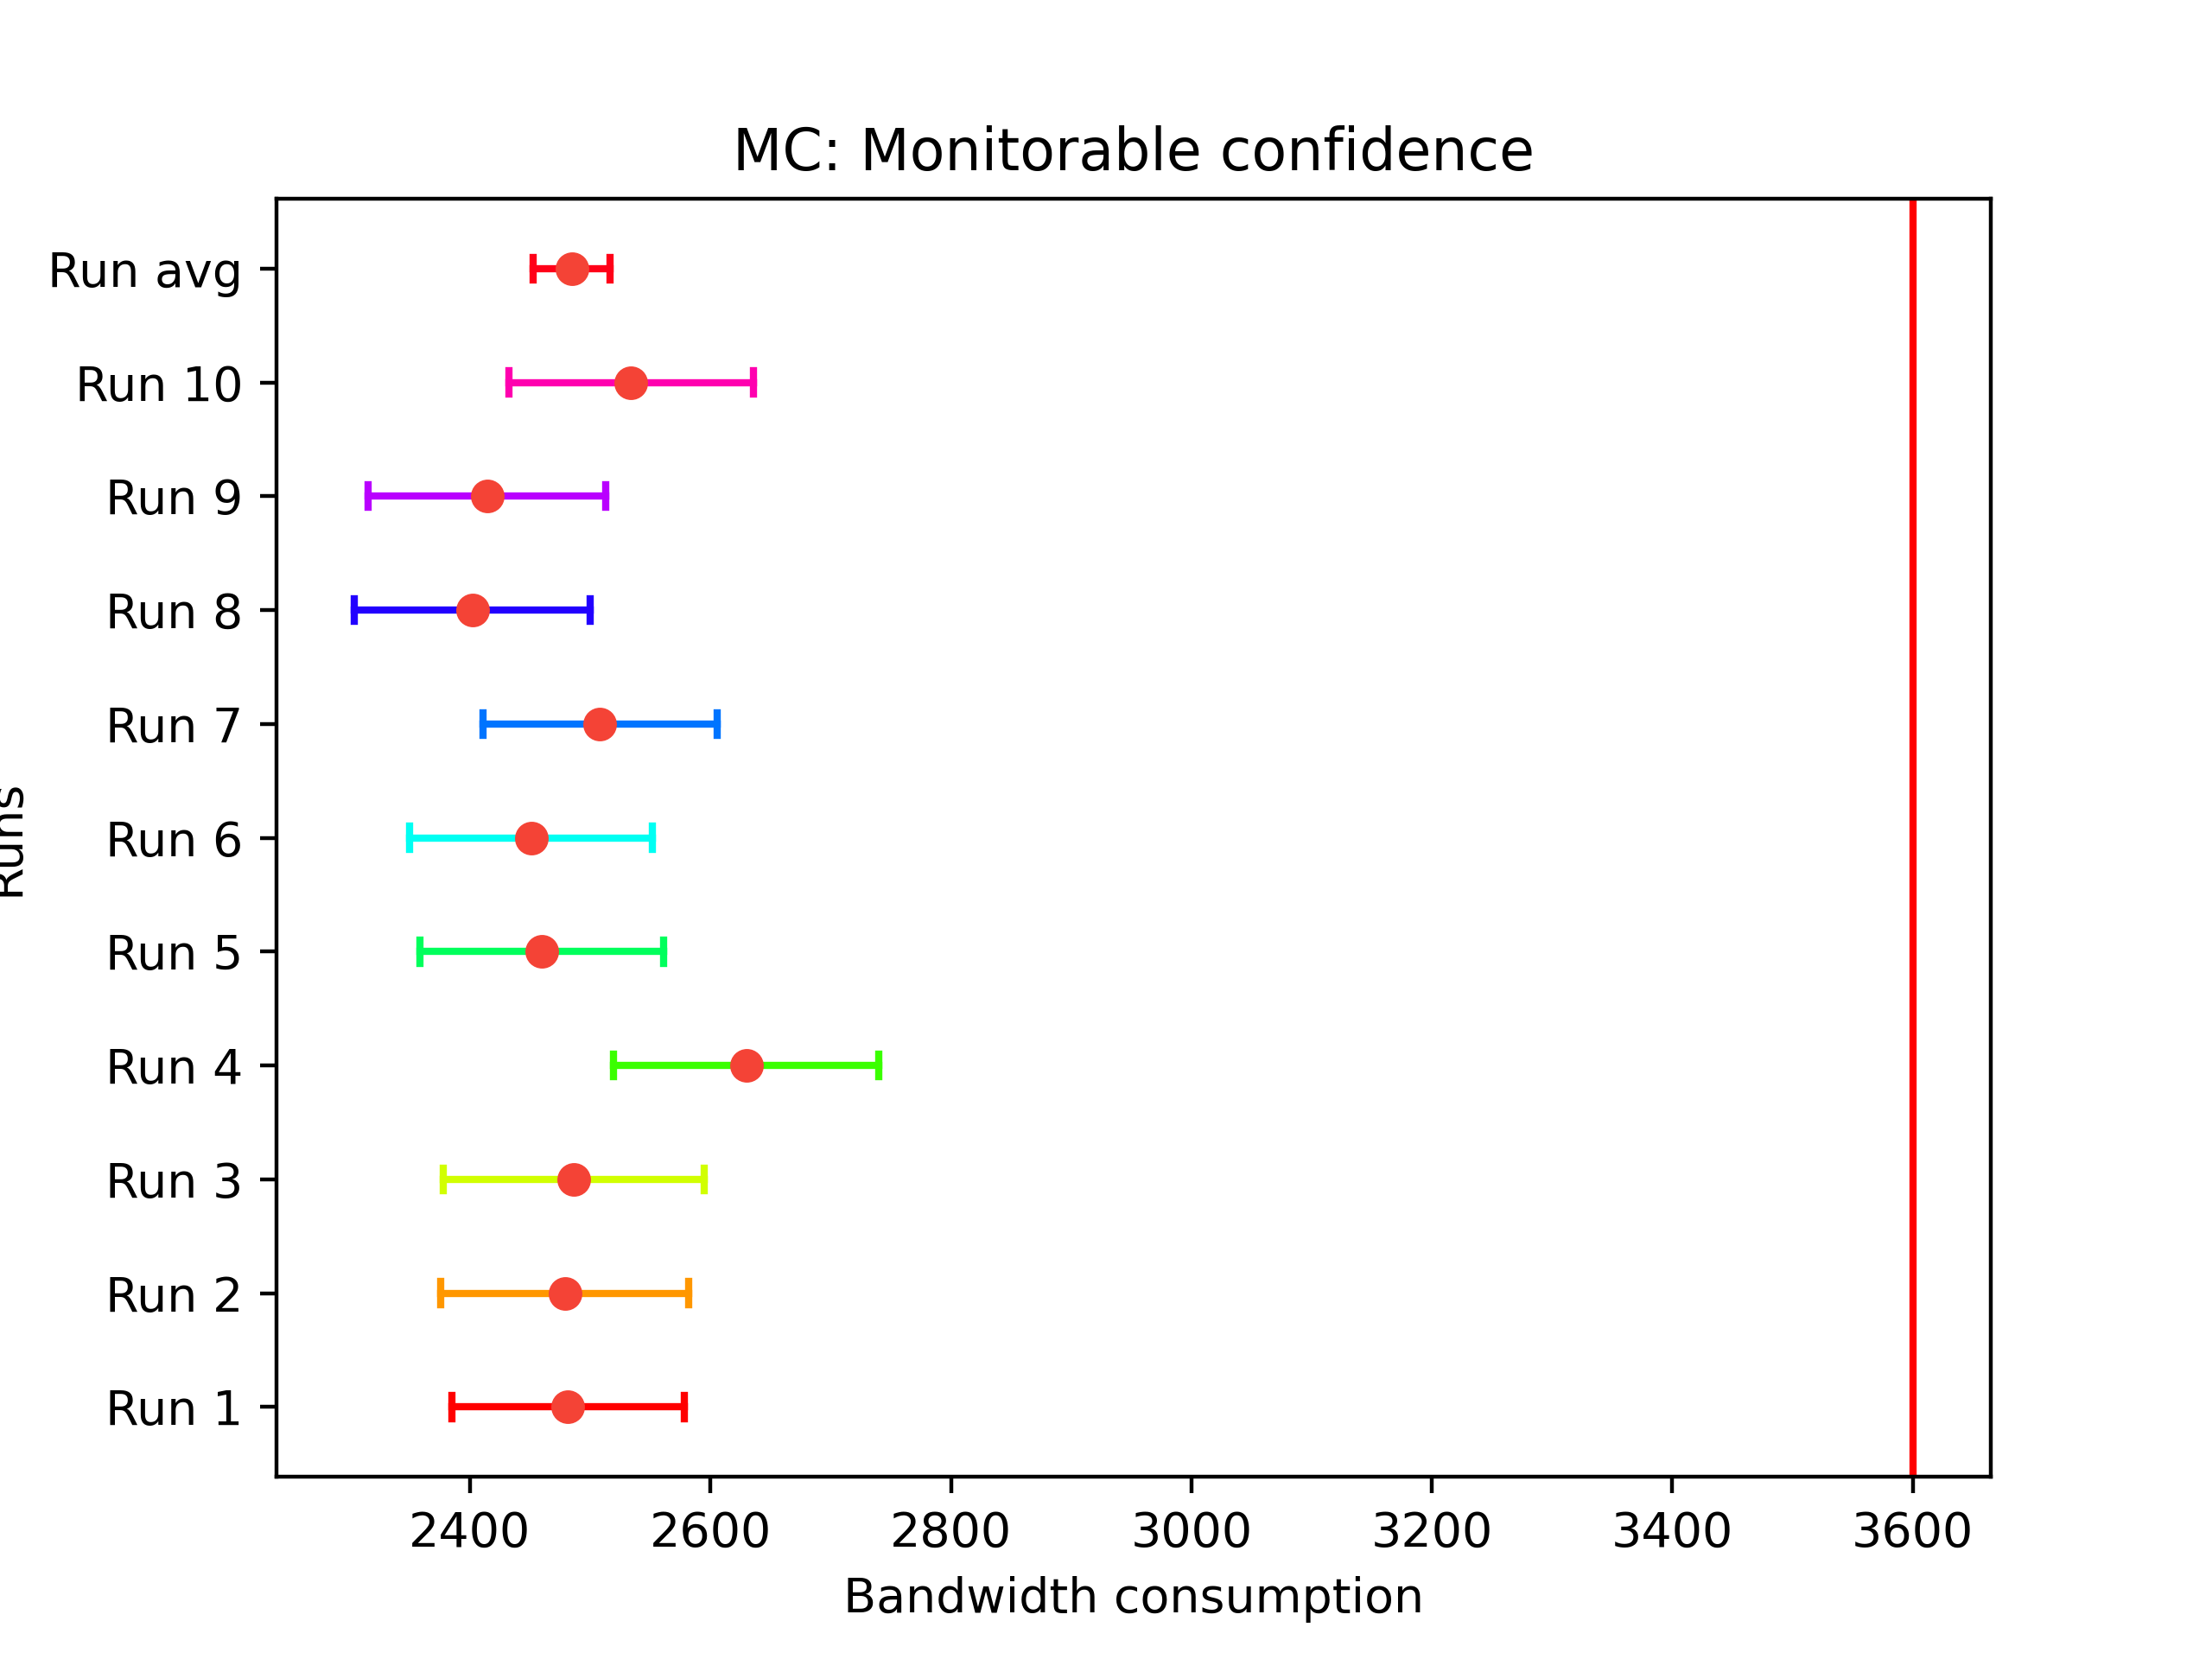 MC: Monitorable confidence
Run avg
Run 10
Run 9
Run 8
Run 7
Run 6
Run 5
Run 4
Run 3
Run 2
Run 1
Runs
2400 2600 2800 3000 3200 3400 3600
Bandwidth consumption